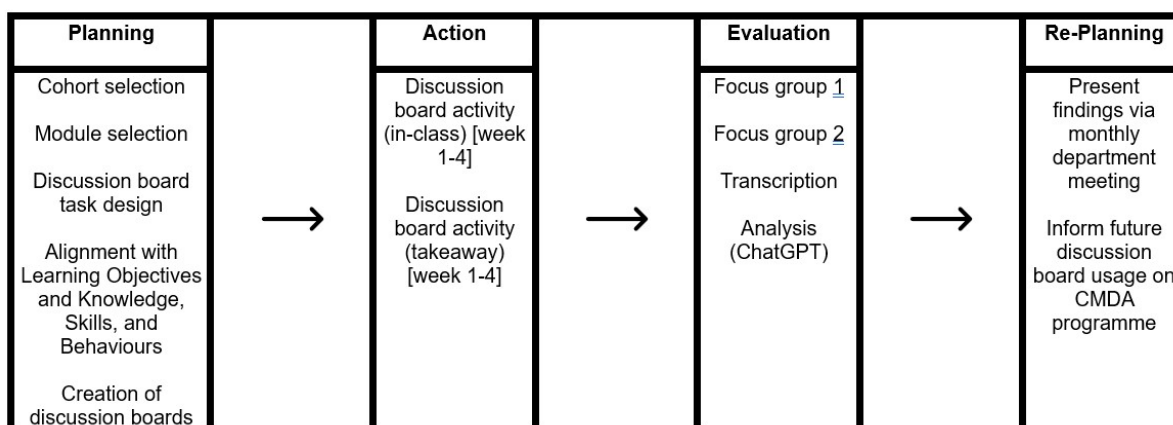 Planning
Action
Evaluation
Re-Planning
Cohort selection
Module selection
Discussion board
task design
Alignment with
Learning Objectives
and Knowledge,
Skills, and
Behaviours
Creation of
discussion boards
Discussion
board activity
(in-class) [week
1-4]
Discussion
board activity
(takeaway)
[week 1-4]
Focus group 1
Focus group 2
Transcription
Analysis
(ChatGPT)
Present
findings via
monthly
department
meeting
Inform future
discussion
board usage on
CMDA
programme